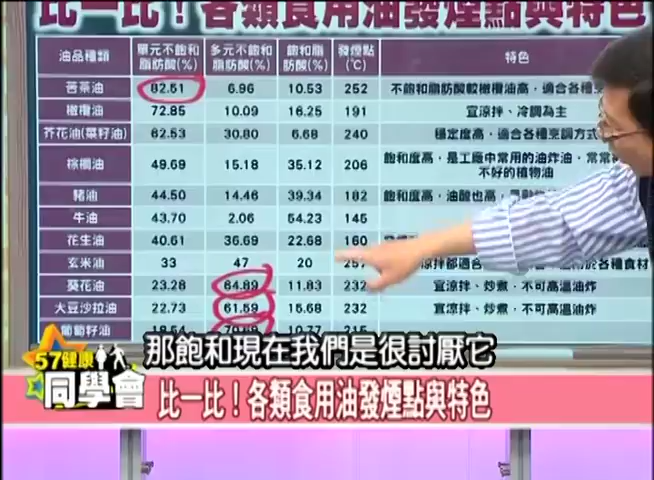 比一比！各類食用油發煙點與特色
油品種類 單元不飽和脂肪酸(%) 多元不飽和脂肪酸(%) 飽和脂肪酸(%) 發煙點(℃) 特色
苦茶油 82.51 6.96 10.53 252 不飽和脂肪酸較橄欖油高，適合各種
橄欖油 72.85 10.09 16.25 191 宜涼拌、冷調為主
芥花油(菜籽油) 62.53 30.80 6.68 240 穩定度高，適合各種烹調方式
棕櫚油 49.69 15.18 35.12 206 飽和度高，是工廠中常用的油炸油，常常
不好的植物油
豬油 44.50 14.46 39.34 182 飽和度高，油酸也高，
牛油 43.70 2.06 54.23 145
花生油 40.61 36.69 22.68 160
玄米油 33 47 20 257 涼拌都適合 各種食材
葵花油 23.28 64.89 11.83 232 宜涼拌、炒煮，不可高溫油炸
大豆沙拉油 22.73 61.59 15.68 232 宜涼拌、炒煮，不可高溫油炸
葡萄籽油 10.77 215
那飽和現在我們是很討厭它
57健康
同學會
比一比！各類食用油發煙點與特色